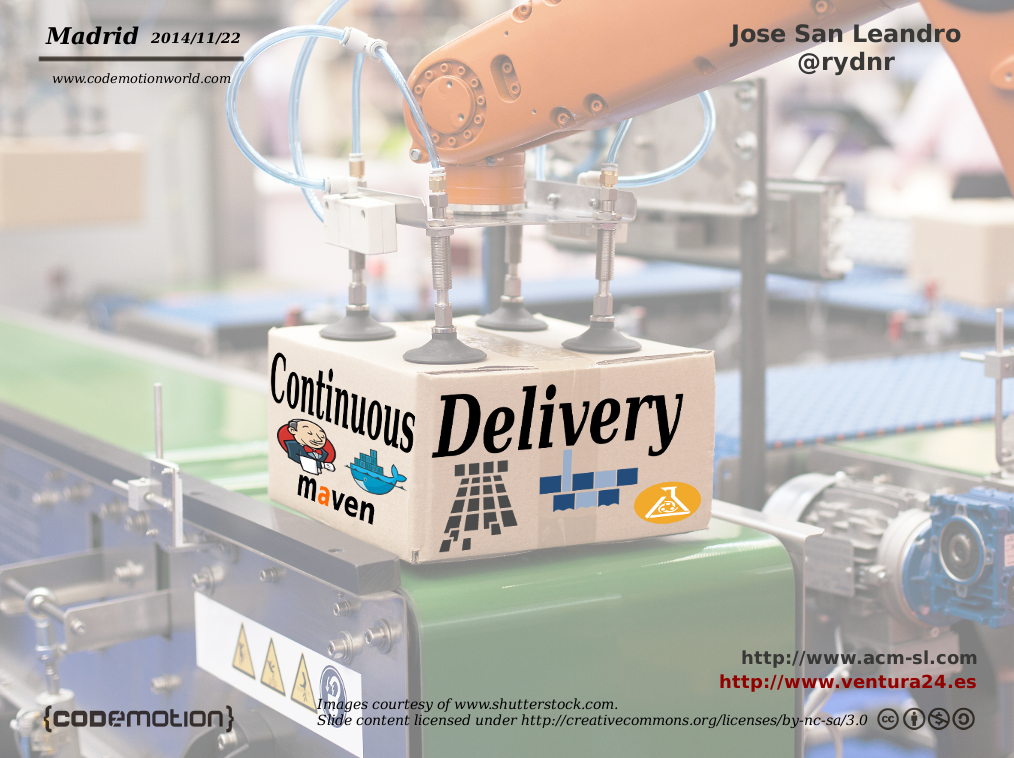 Madrid 2014/11/22
www.codemotionworld.com
Jose San Leandro
@rydnr
Continuous
Delivery
maven
http://www.acm-sl.com
http://www.ventura24.es
{codemotion}
Images courtesy of www.shutterstock.com.
Slide content licensed under http://creativecommons.org/licenses/by-nc-sa/3.0
cc